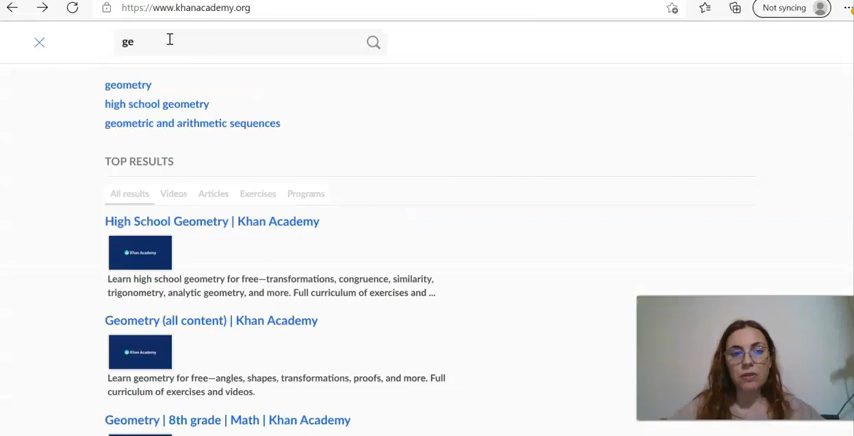 https://www.khanacademy.org
Not syncing
ge
geometry
high school geometry
geometric and arithmetic sequences
TOP RESULTS
All results Videos Articles Exercises Programs
High School Geometry | Khan Academy
Khan Academy
Learn high school geometry for free—transformations, congruence, similarity,
trigonometry, analytic geometry, and more. Full curriculum of exercises and ...
Geometry (all content) | Khan Academy
Khan Academy
Learn geometry for free—angles, shapes, transformations, proofs, and more. Full
curriculum of exercises and videos.
Geometry | 8th grade | Math | Khan Academy